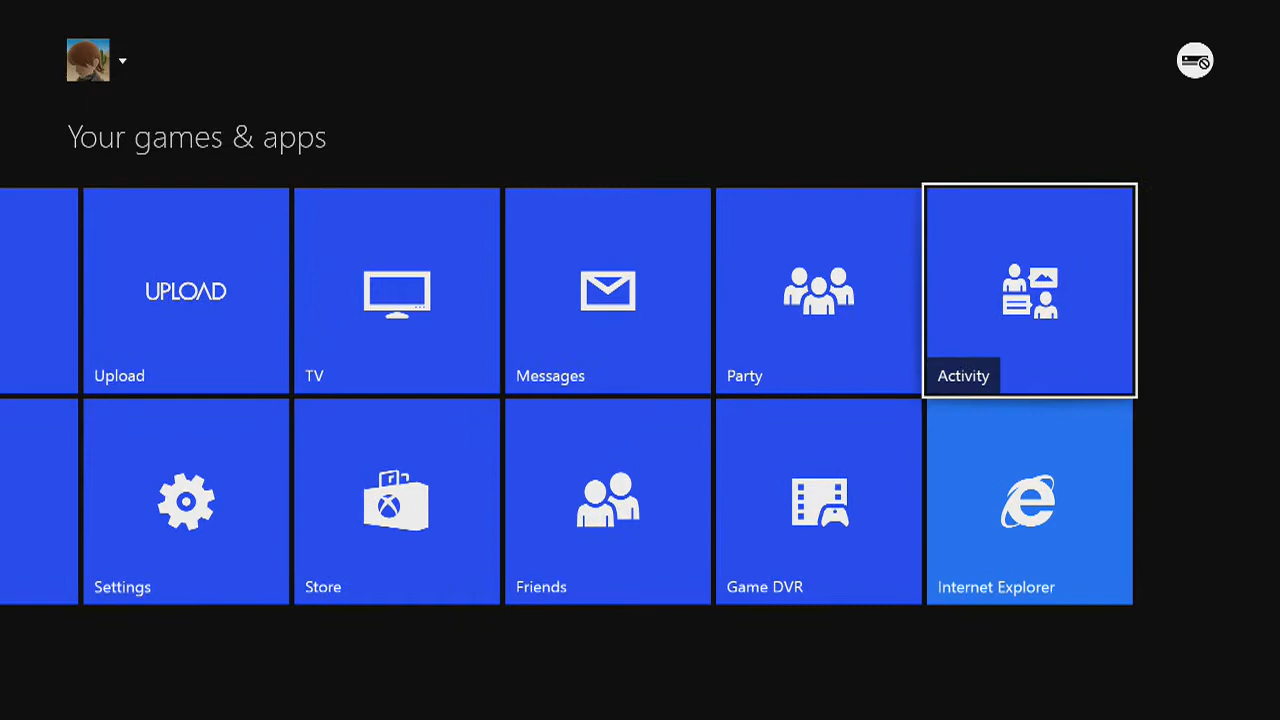 Your games & apps
UPLOAD
Upload
TV
Messages
Party
Activity
Settings
Store
Friends
Game DVR
Internet Explorer